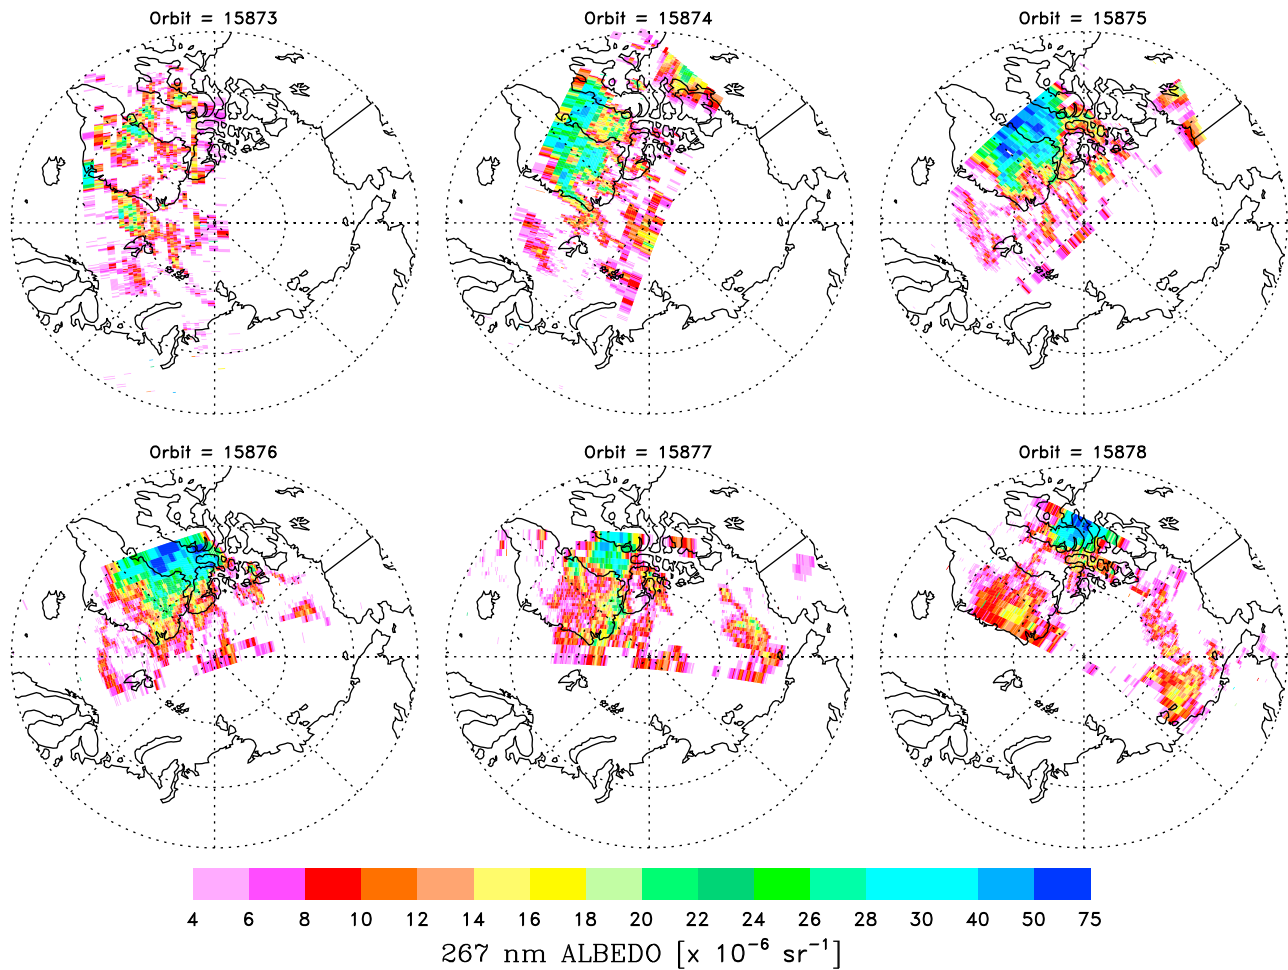 Orbit = 15873
Orbit = 15874
Orbit = 15875
Orbit = 15876
Orbit = 15877
Orbit = 15878
4 6 8 10 12 14 16 18 20 22 24 26 28 30 40 50 75
267 nm ALBEDO [x 10⁻⁶ sr⁻¹]